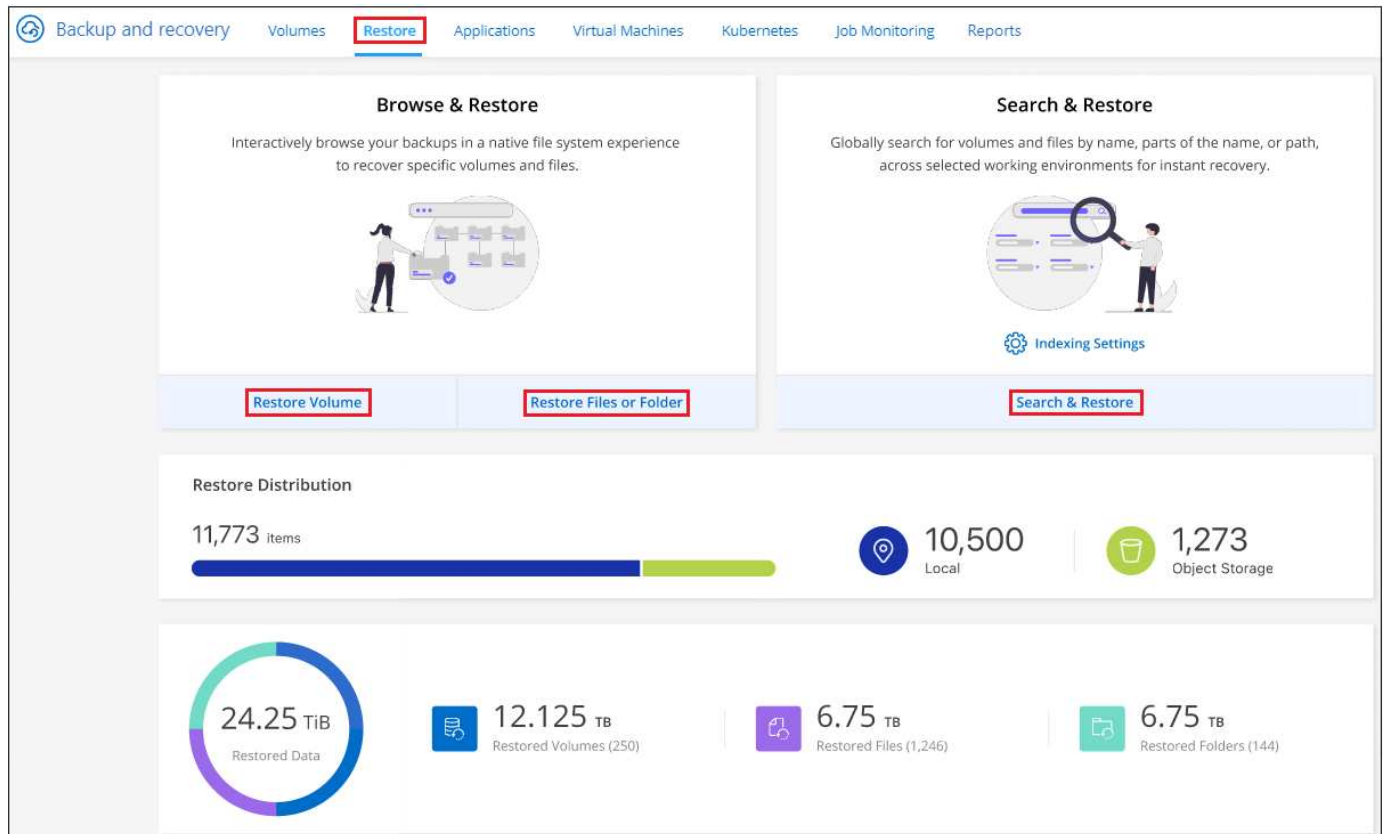 Backup and recovery Volumes Restore Applications Virtual Machines Kubernetes Job Monitoring Reports
Browse & Restore
Interactively browse your backups in a native file system experience
to recover specific volumes and files.
Restore Volume
Restore Files or Folder
Search & Restore
Globally search for volumes and files by name, parts of the name, or path,
across selected working environments for instant recovery.
Indexing Settings
Search & Restore
Restore Distribution
11,773 items
10,500
Local
1,273
Object Storage
24.25 TiB
Restored Data
12.125 TB
Restored Volumes (250)
6.75 TB
Restored Files (1,246)
6.75 TB
Restored Folders (144)